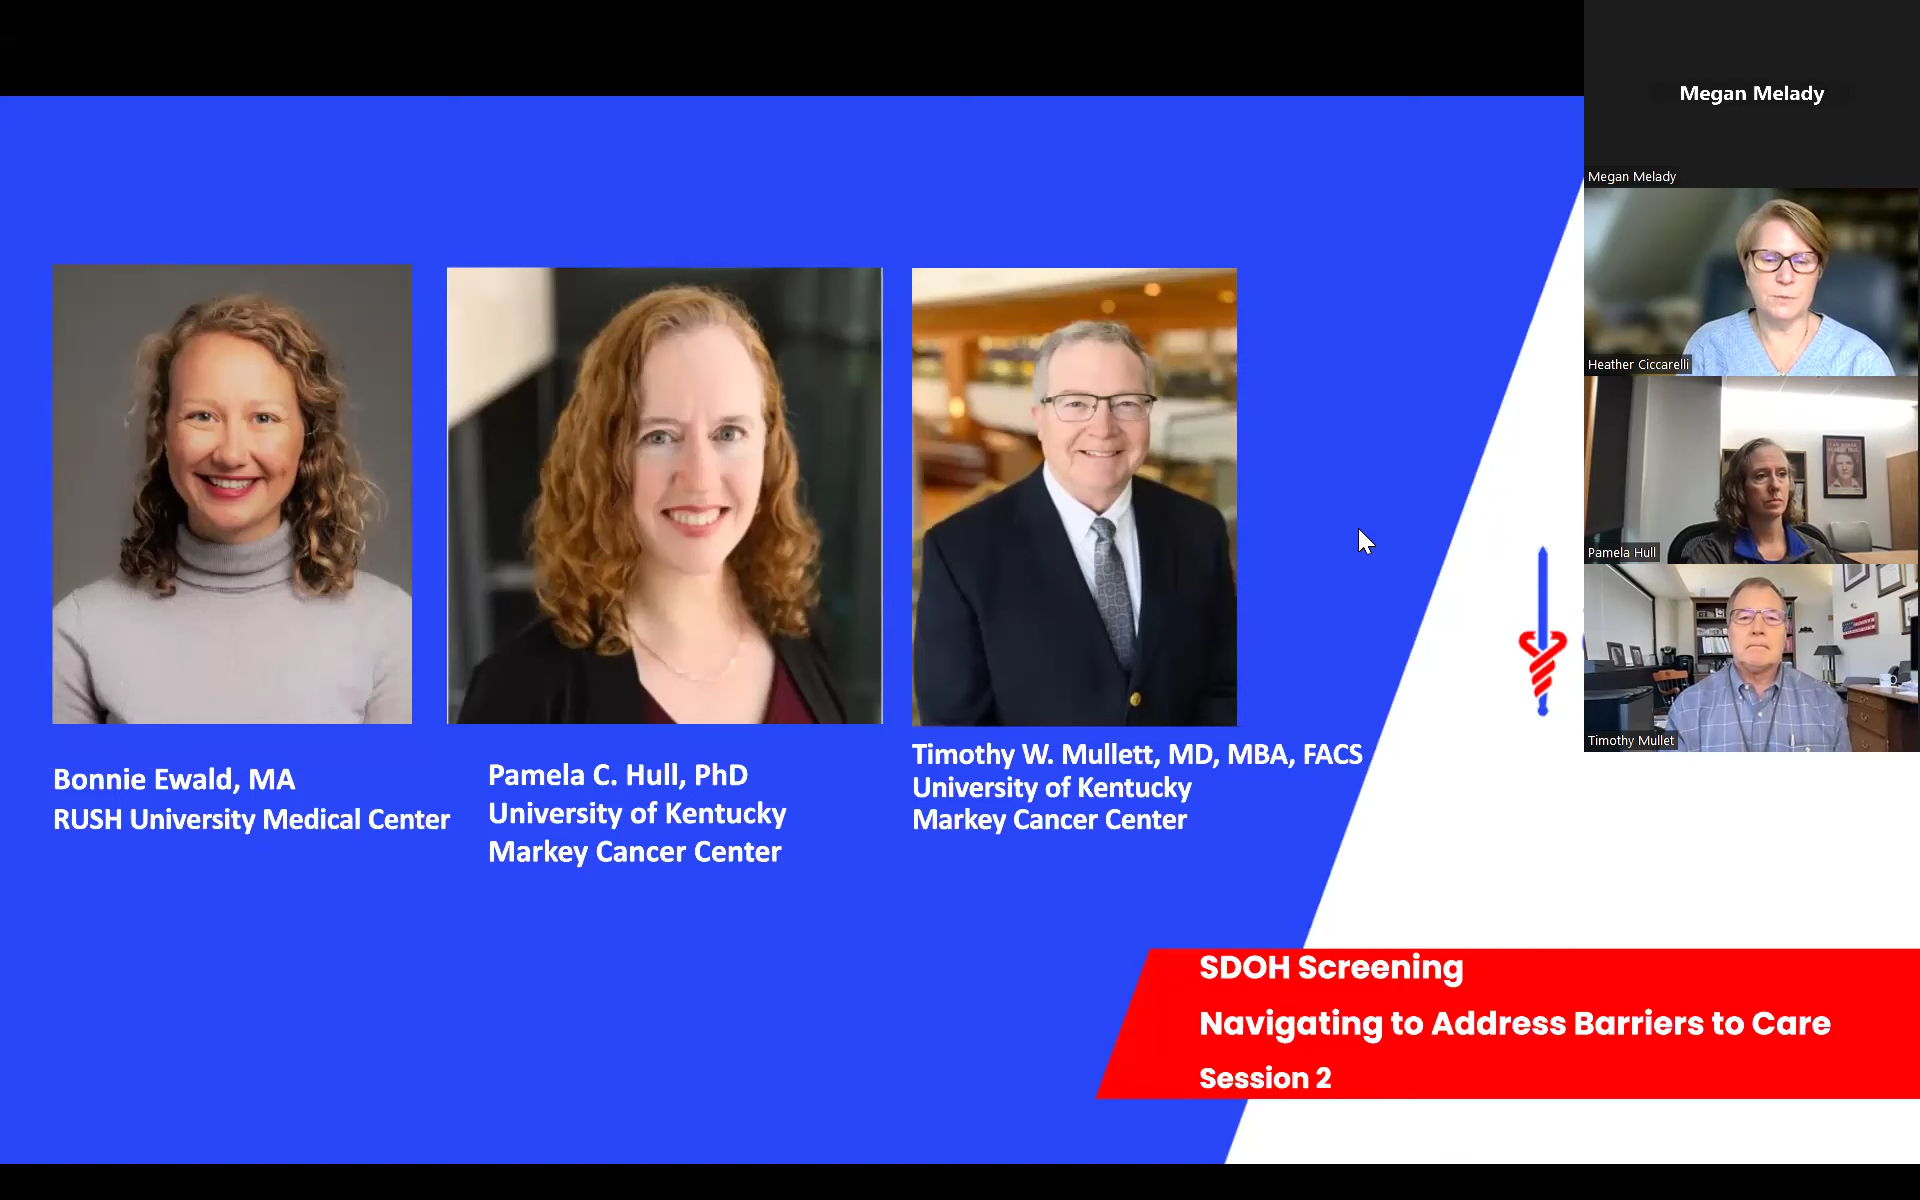 Bonnie Ewald, MA
RUSH University Medical Center
Pamela C. Hull, PhD
University of Kentucky
Markey Cancer Center
Timothy W. Mullett, MD, MBA, FACS
University of Kentucky
Markey Cancer Center
SDOH Screening
Navigating to Address Barriers to Care
Session 2
Megan Melady
Megan Melady
Heather Ciccarelli
Pamela Hull
Timothy Mullet